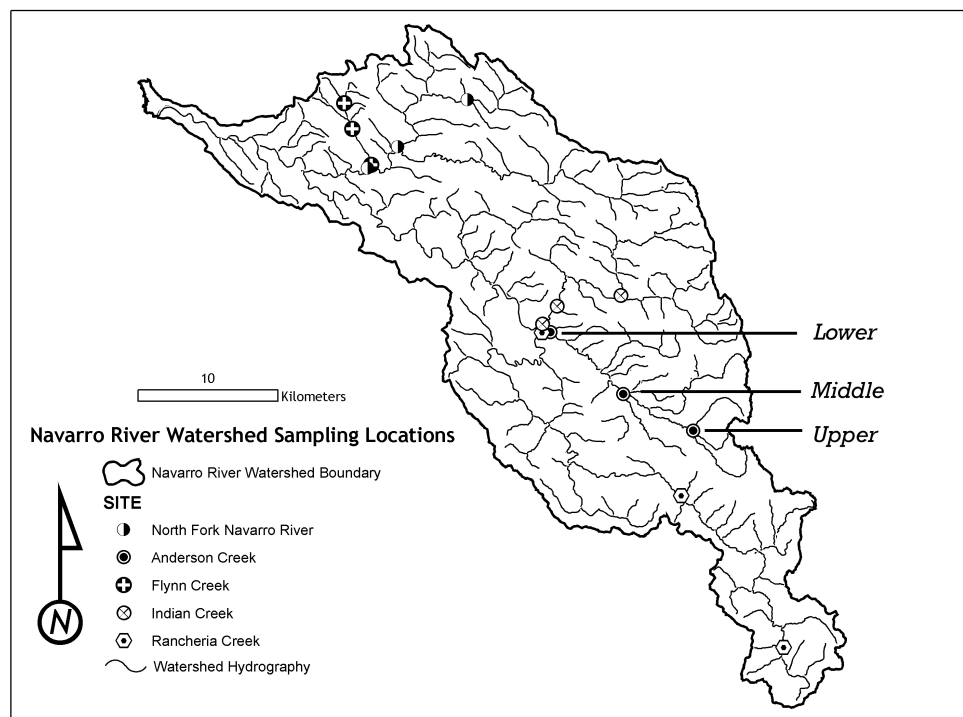 Lower
Middle
Upper
10
Kilometers
Navarro River Watershed Sampling Locations
Navarro River Watershed Boundary
SITE
North Fork Navarro River
Anderson Creek
Flynn Creek
Indian Creek
Rancheria Creek
Watershed Hydrography
N